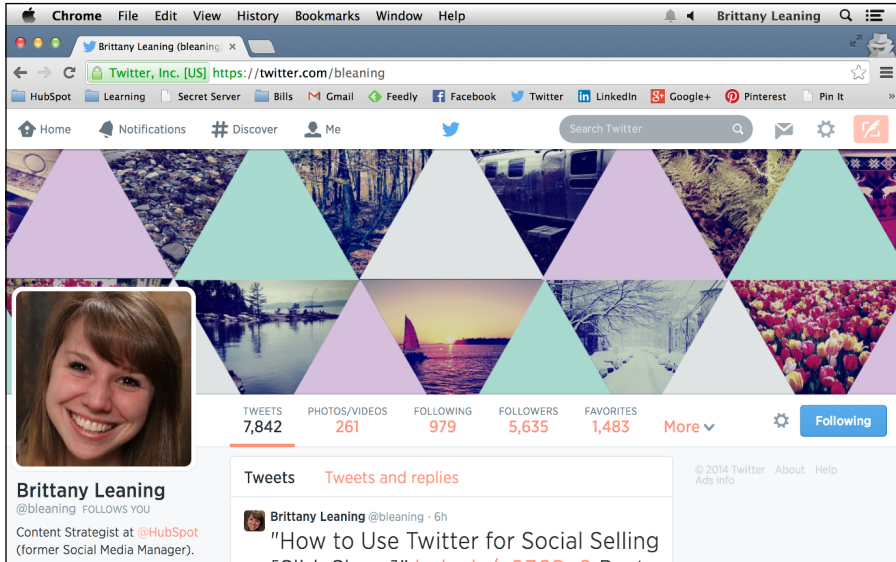 Chrome File Edit View History Bookmarks Window Help Brittany Leaning
Brittany Leaning (bleaning)
Twitter, Inc. [US] https://twitter.com/bleaning
HubSpot Learning Secret Server Bills Gmail Feedly Facebook Twitter LinkedIn Google+ Pinterest Pin It »
Home Notifications Discover Me Search Twitter
TWEETS PHOTOS/VIDEOS FOLLOWING FOLLOWERS FAVORITES
7,842 261 979 5,635 1,483 More Following
Brittany Leaning
@bleaning FOLLOWS YOU
Content Strategist at @HubSpot
(former Social Media Manager).
Tweets Tweets and replies
Brittany Leaning @bleaning · 6h
"How to Use Twitter for Social Selling
© 2014 Twitter About Help
Ads info